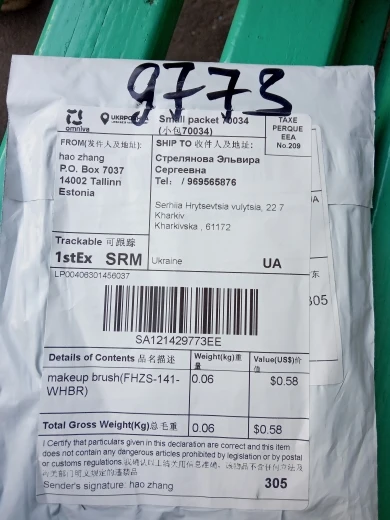 9773
omniva
Small packet 70034
(小包70034)
TAXE
PERQUE
EEA
No.209
FROM(发件人及地址):
hao zhang
P.O. Box 7037
14002 Tallinn
Estonia
SHIP TO 收件人及地址:
Стрелянова Эльвира
Сергеевна
Tel: / 969565876
Serhiia Hrytsevtsia vulytsia, 22 7
Kharkiv
Kharkivska , 61172
Trackable 可跟踪
1stEx SRM
Ukraine UA
LP00406301456037
SA121429773EE
Details of Contents 品名描述
Weight(kg)重量
Value(US$)价值
makeup brush(FHZS-141-
WHBR)
0.06
$0.58
Total Gross Weight(Kg)总毛重
0.06
$0.58
I Certify that particulars given in this declaration are correct and this item
does not contain any dangerous articles prohibited by legislation or by postal
or customs regulations.
Sender's signature: hao zhang
305
A
东
305